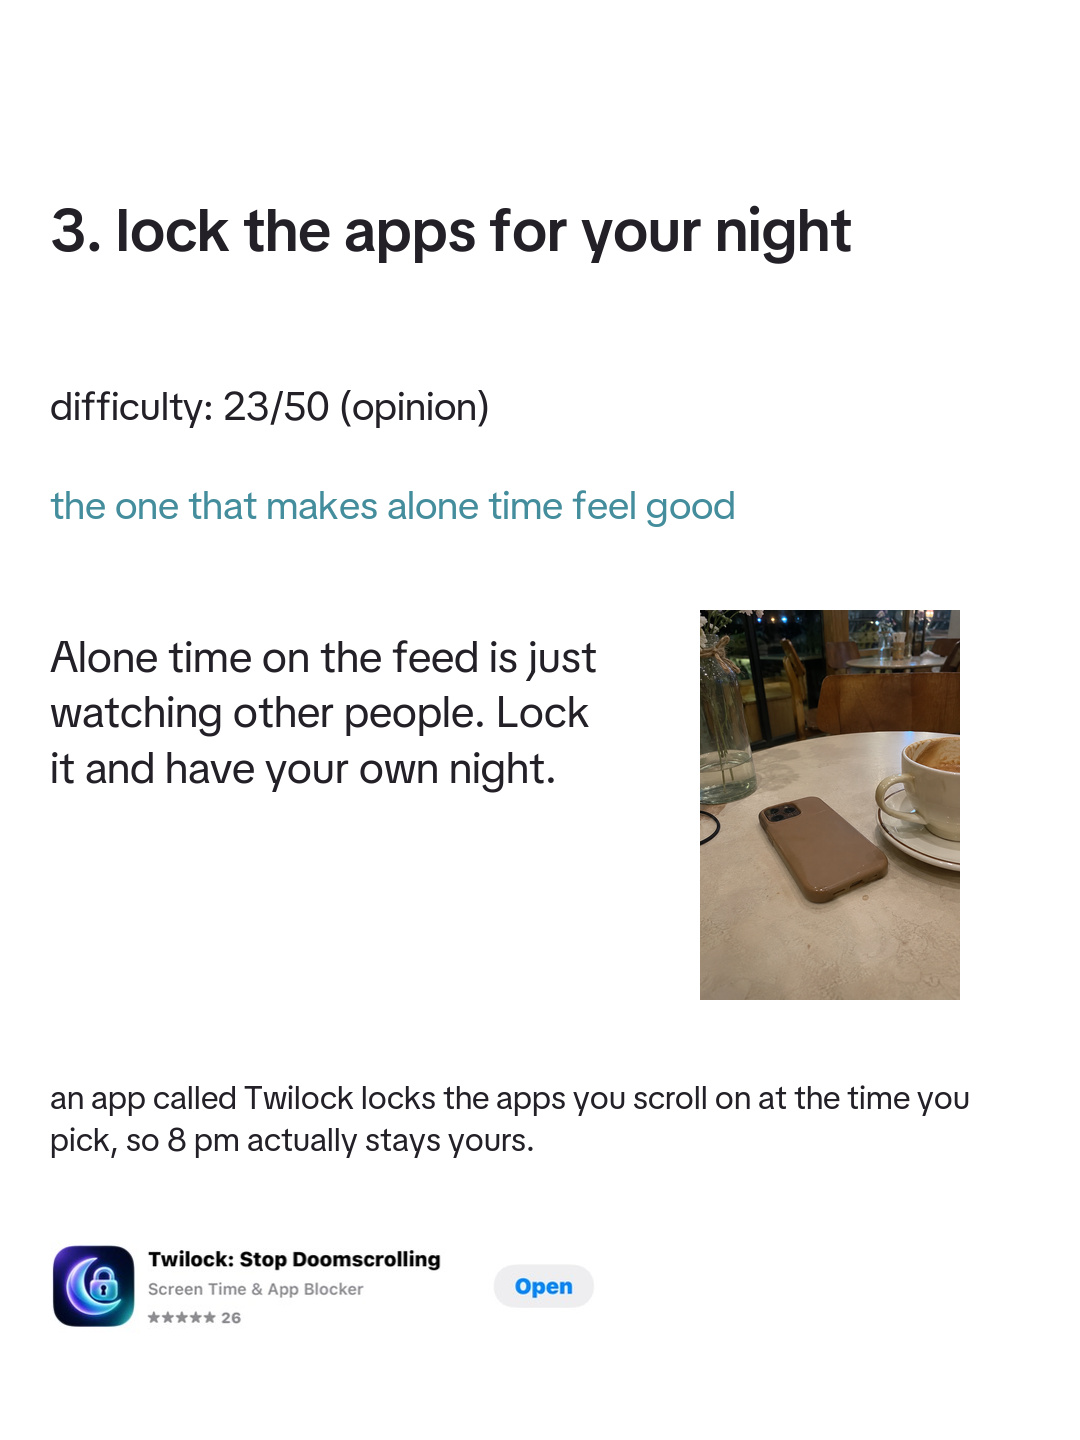 3. lock the apps for your night
difficulty: 23/50 (opinion)
the one that makes alone time feel good
Alone time on the feed is just
watching other people. Lock
it and have your own night.
an app called Twilock locks the apps you scroll on at the time you
pick, so 8 pm actually stays yours.
Twilock: Stop Doomscrolling
Screen Time & App Blocker
★★★★★ 26
Open